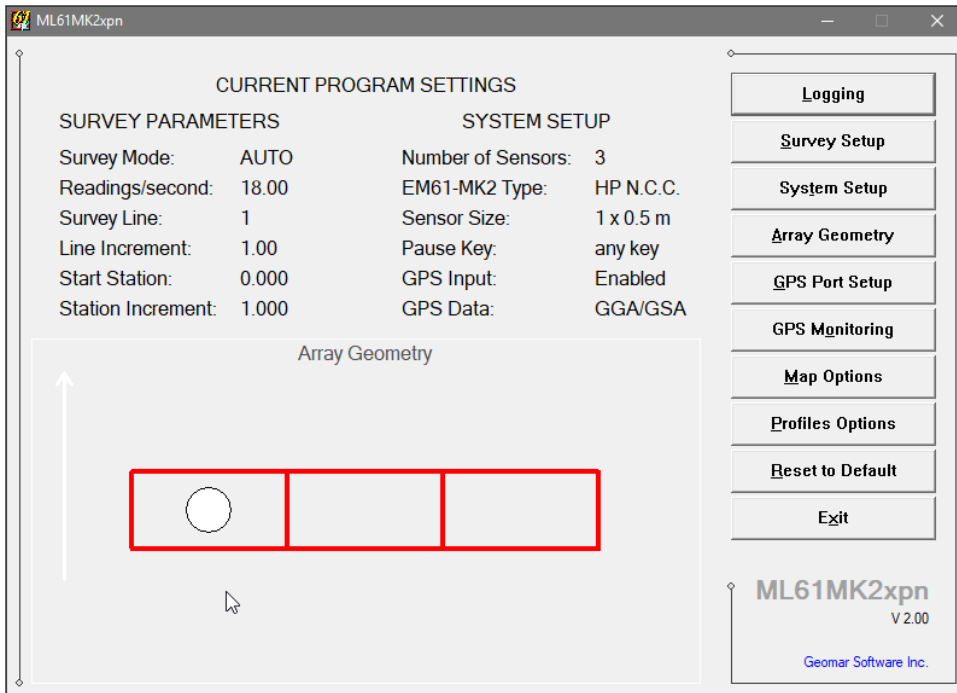 ML61MK2xpn
CURRENT PROGRAM SETTINGS
SURVEY PARAMETERS
Survey Mode: AUTO
Readings/second: 18.00
Survey Line: 1
Line Increment: 1.00
Start Station: 0.000
Station Increment: 1.000
SYSTEM SETUP
Number of Sensors: 3
EM61-MK2 Type: HP N.C.C.
Sensor Size: 1 x 0.5 m
Pause Key: any key
GPS Input: Enabled
GPS Data: GGA/GSA
Array Geometry
Logging
Survey Setup
System Setup
Array Geometry
GPS Port Setup
GPS Monitoring
Map Options
Profiles Options
Reset to Default
Exit
ML61MK2xpn
V 2.00
Geomar Software Inc.